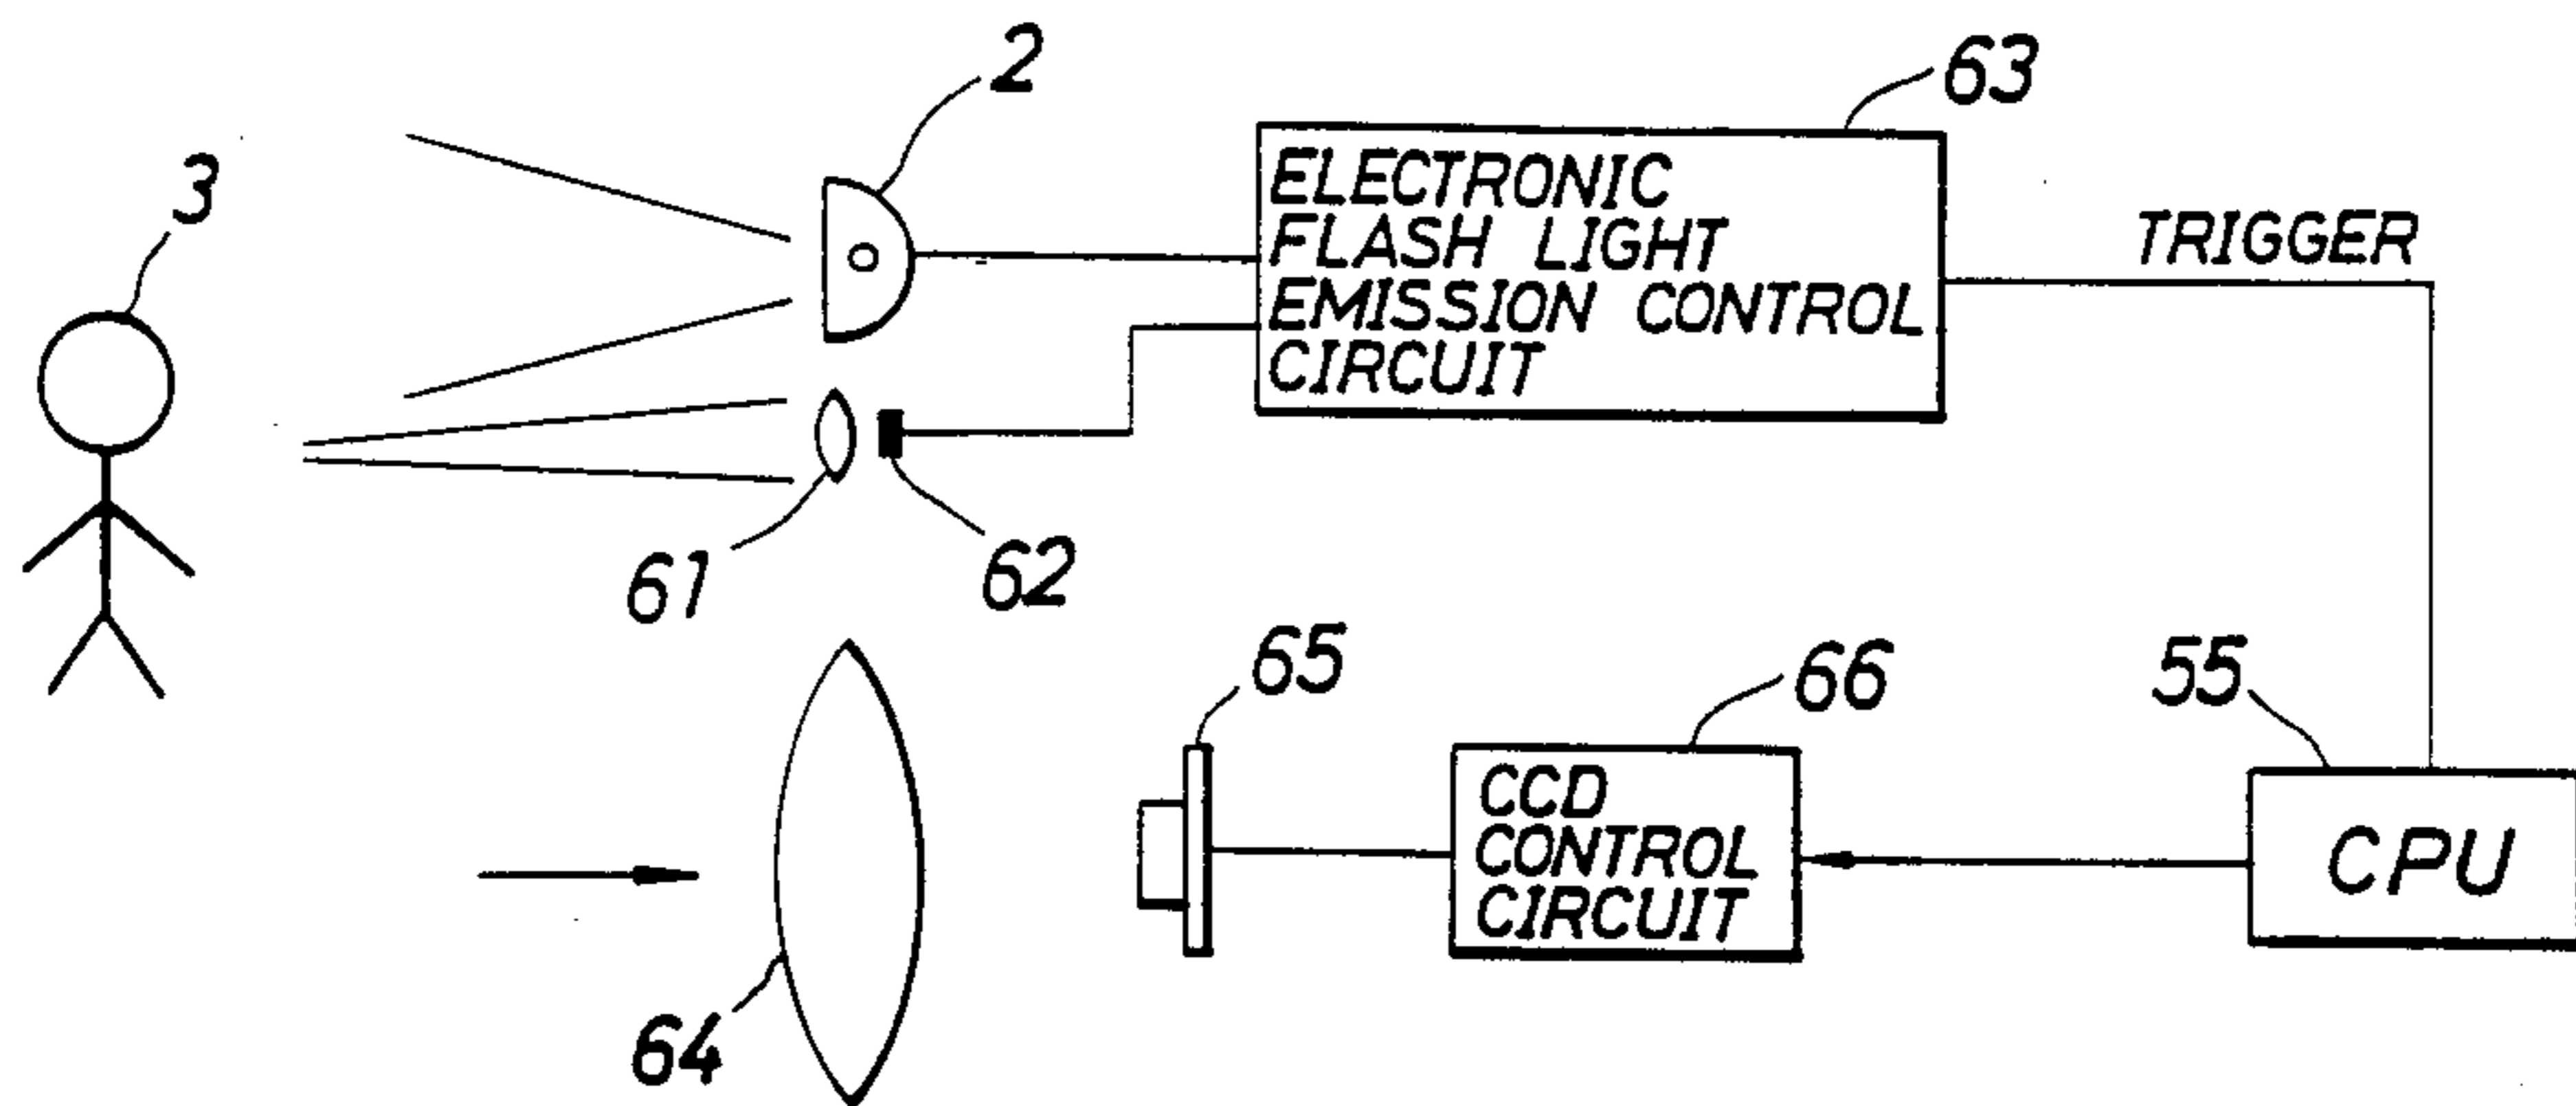 2
63
3
ELECTRONIC
FLASH LIGHT
EMISSION CONTROL
CIRCUIT
TRIGGER
61
62
65
66
55
CCD
CONTROL
CIRCUIT
CPU
64